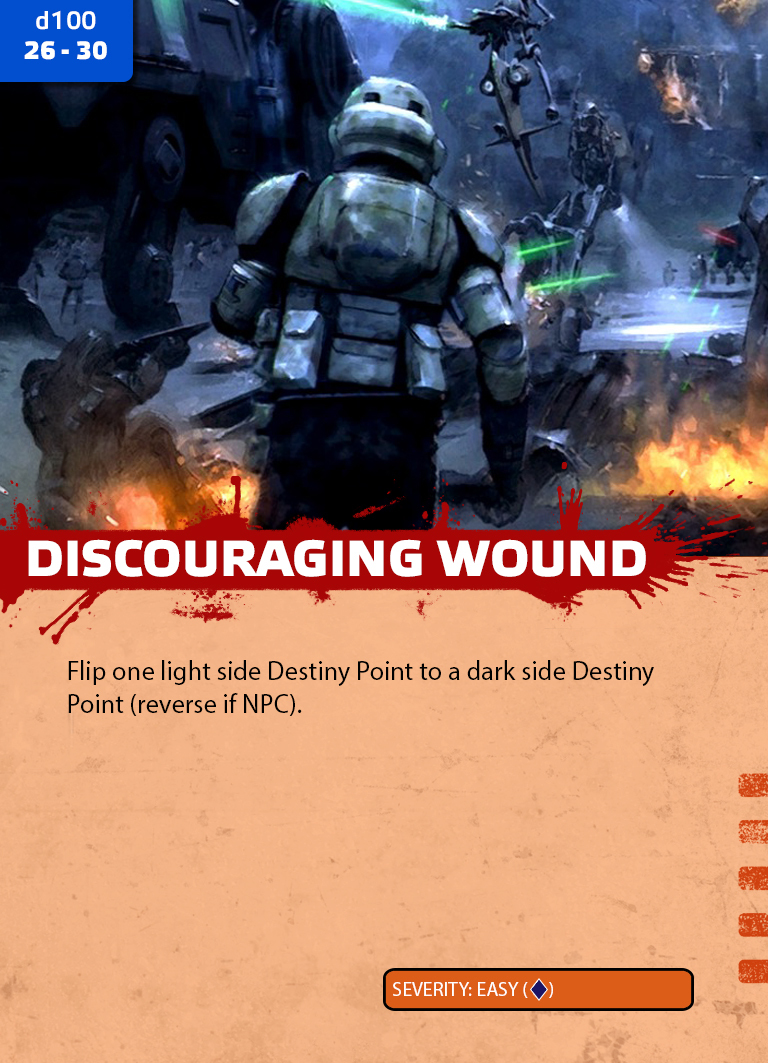 d100
26 - 30
DISCOURAGING WOUND
Flip one light side Destiny Point to a dark side Destiny
Point (reverse if NPC).
SEVERITY: EASY (♦)